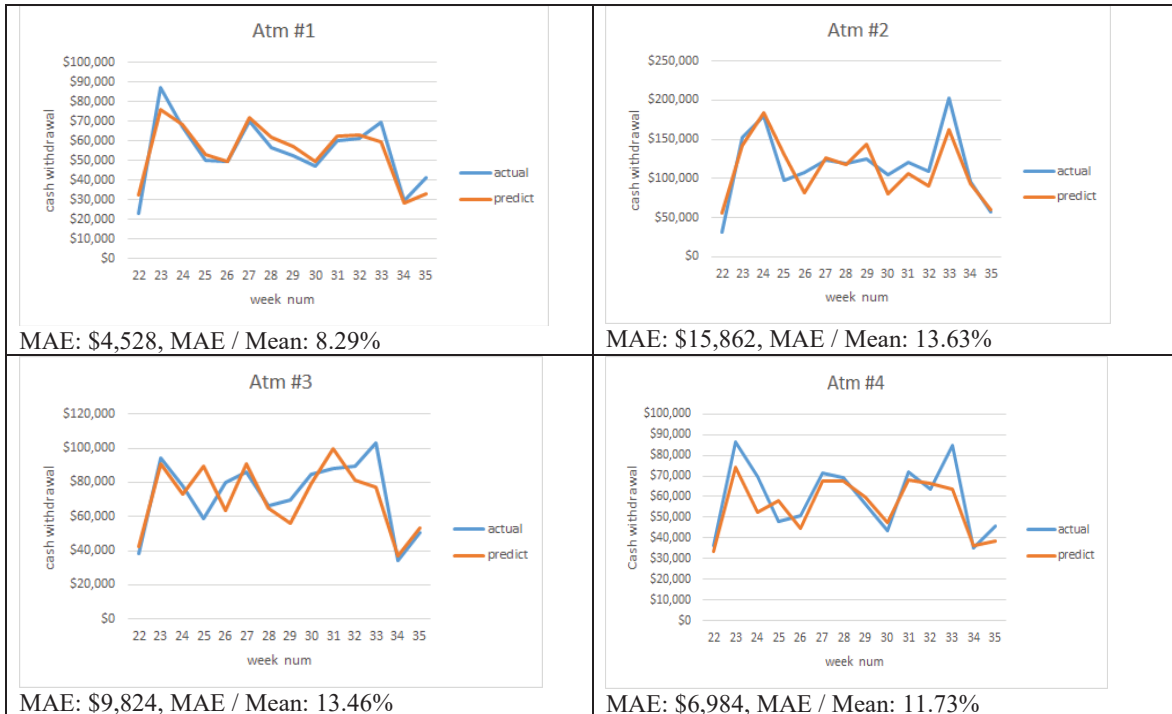 Atm #1
$100,000
$90,000
$80,000
$70,000
$60,000
$50,000
$40,000
$30,000
$20,000
$10,000
$0
cash withdrawal
22 23 24 25 26 27 28 29 30 31 32 33 34 35
week num
actual
predict
MAE: $4,528, MAE / Mean: 8.29%
Atm #2
$250,000
$200,000
$150,000
$100,000
$50,000
$0
cash withdrawal
22 23 24 25 26 27 28 29 30 31 32 33 34 35
week num
actual
predict
MAE: $15,862, MAE / Mean: 13.63%
Atm #3
$120,000
$100,000
$80,000
$60,000
$40,000
$20,000
$0
cash withdrawal
22 23 24 25 26 27 28 29 30 31 32 33 34 35
week num
actual
predict
MAE: $9,824, MAE / Mean: 13.46%
Atm #4
$100,000
$90,000
$80,000
$70,000
$60,000
$50,000
$40,000
$30,000
$20,000
$10,000
$0
Cash withdrawal
22 23 24 25 26 27 28 29 30 31 32 33 34 35
week num
actual
predict
MAE: $6,984, MAE / Mean: 11.73%